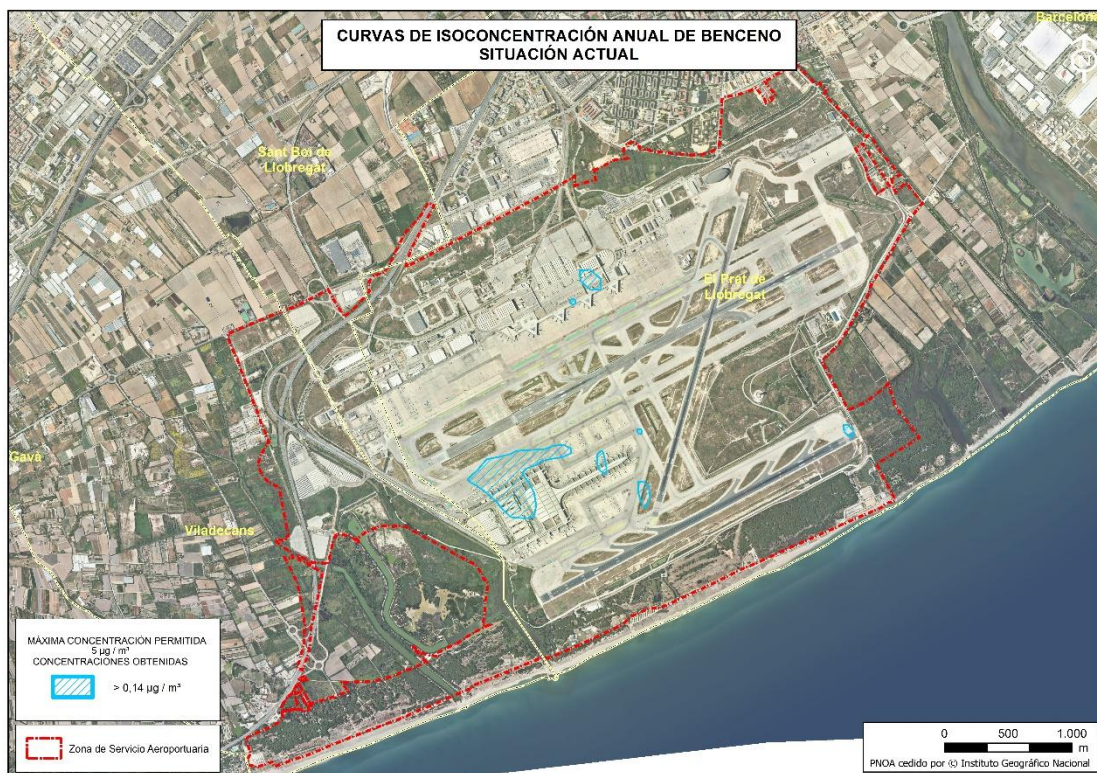 CURVAS DE ISOCONCENTRACIÓN ANUAL DE BENCENO
SITUACIÓN ACTUAL
Barcelona
Sant Boi de
Llobregat
El Prat de
Llobregat
Gavà
Viladecans
MÁXIMA CONCENTRACIÓN PERMITIDA
5 µg / m³
CONCENTRACIONES OBTENIDAS
> 0,14 µg / m³
Zona de Servicio Aeroportuaria
0 500 1.000
m
PNOA cedido por © Instituto Geográfico Nacional